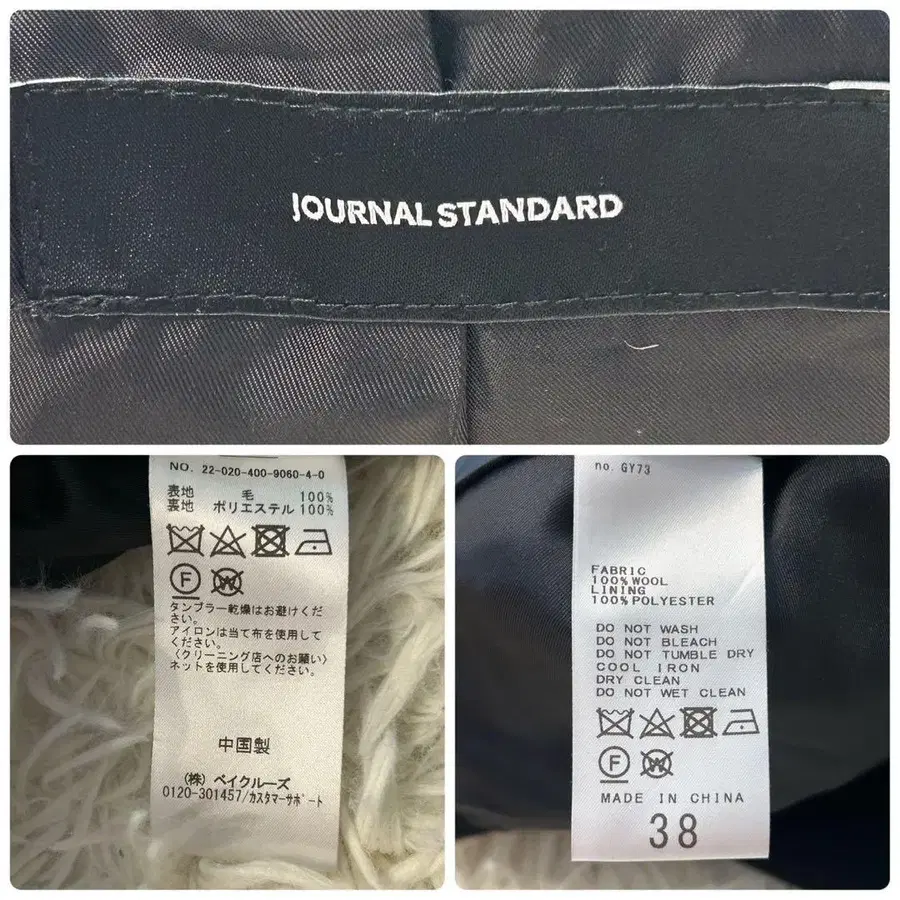 JOURNAL STANDARD
NO. 22-020-400-9060-4-0
表地 毛 100%
裏地 ポリエステル 100%
F W
タンブラー乾燥はお避けくだ
さい。
アイロンは当て布を使用して
ください。
〈クリーニング店へのお願い〉
ネットを使用してください。
中国製
(株) ベイクルーズ
0120-301457/カスタマーサポート
no. GY73
FABRIC
100%WOOL
LINING
100%POLYESTER
DO NOT WASH
DO NOT BLEACH
DO NOT TUMBLE DRY
COOL IRON
DRY CLEAN
DO NOT WET CLEAN
F W
MADE IN CHINA
38